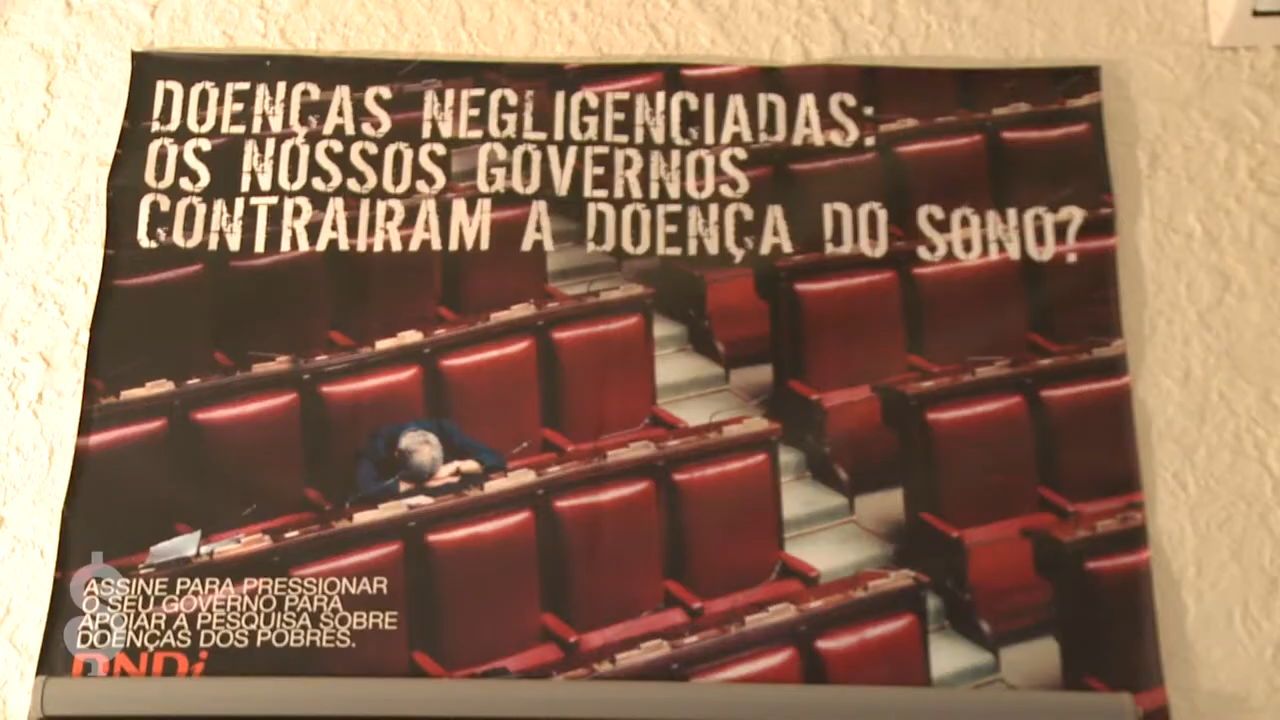 DOENÇAS NEGLIGENCIADAS:
OS NOSSOS GOVERNOS
CONTRAIRAM A DOENÇA DO SONO?
ASSINE PARA PRESSIONAR
O SEU GOVERNO PARA
APOIAR A PESQUISA SOBRE
DOENÇAS DOS POBRES.
DNDi